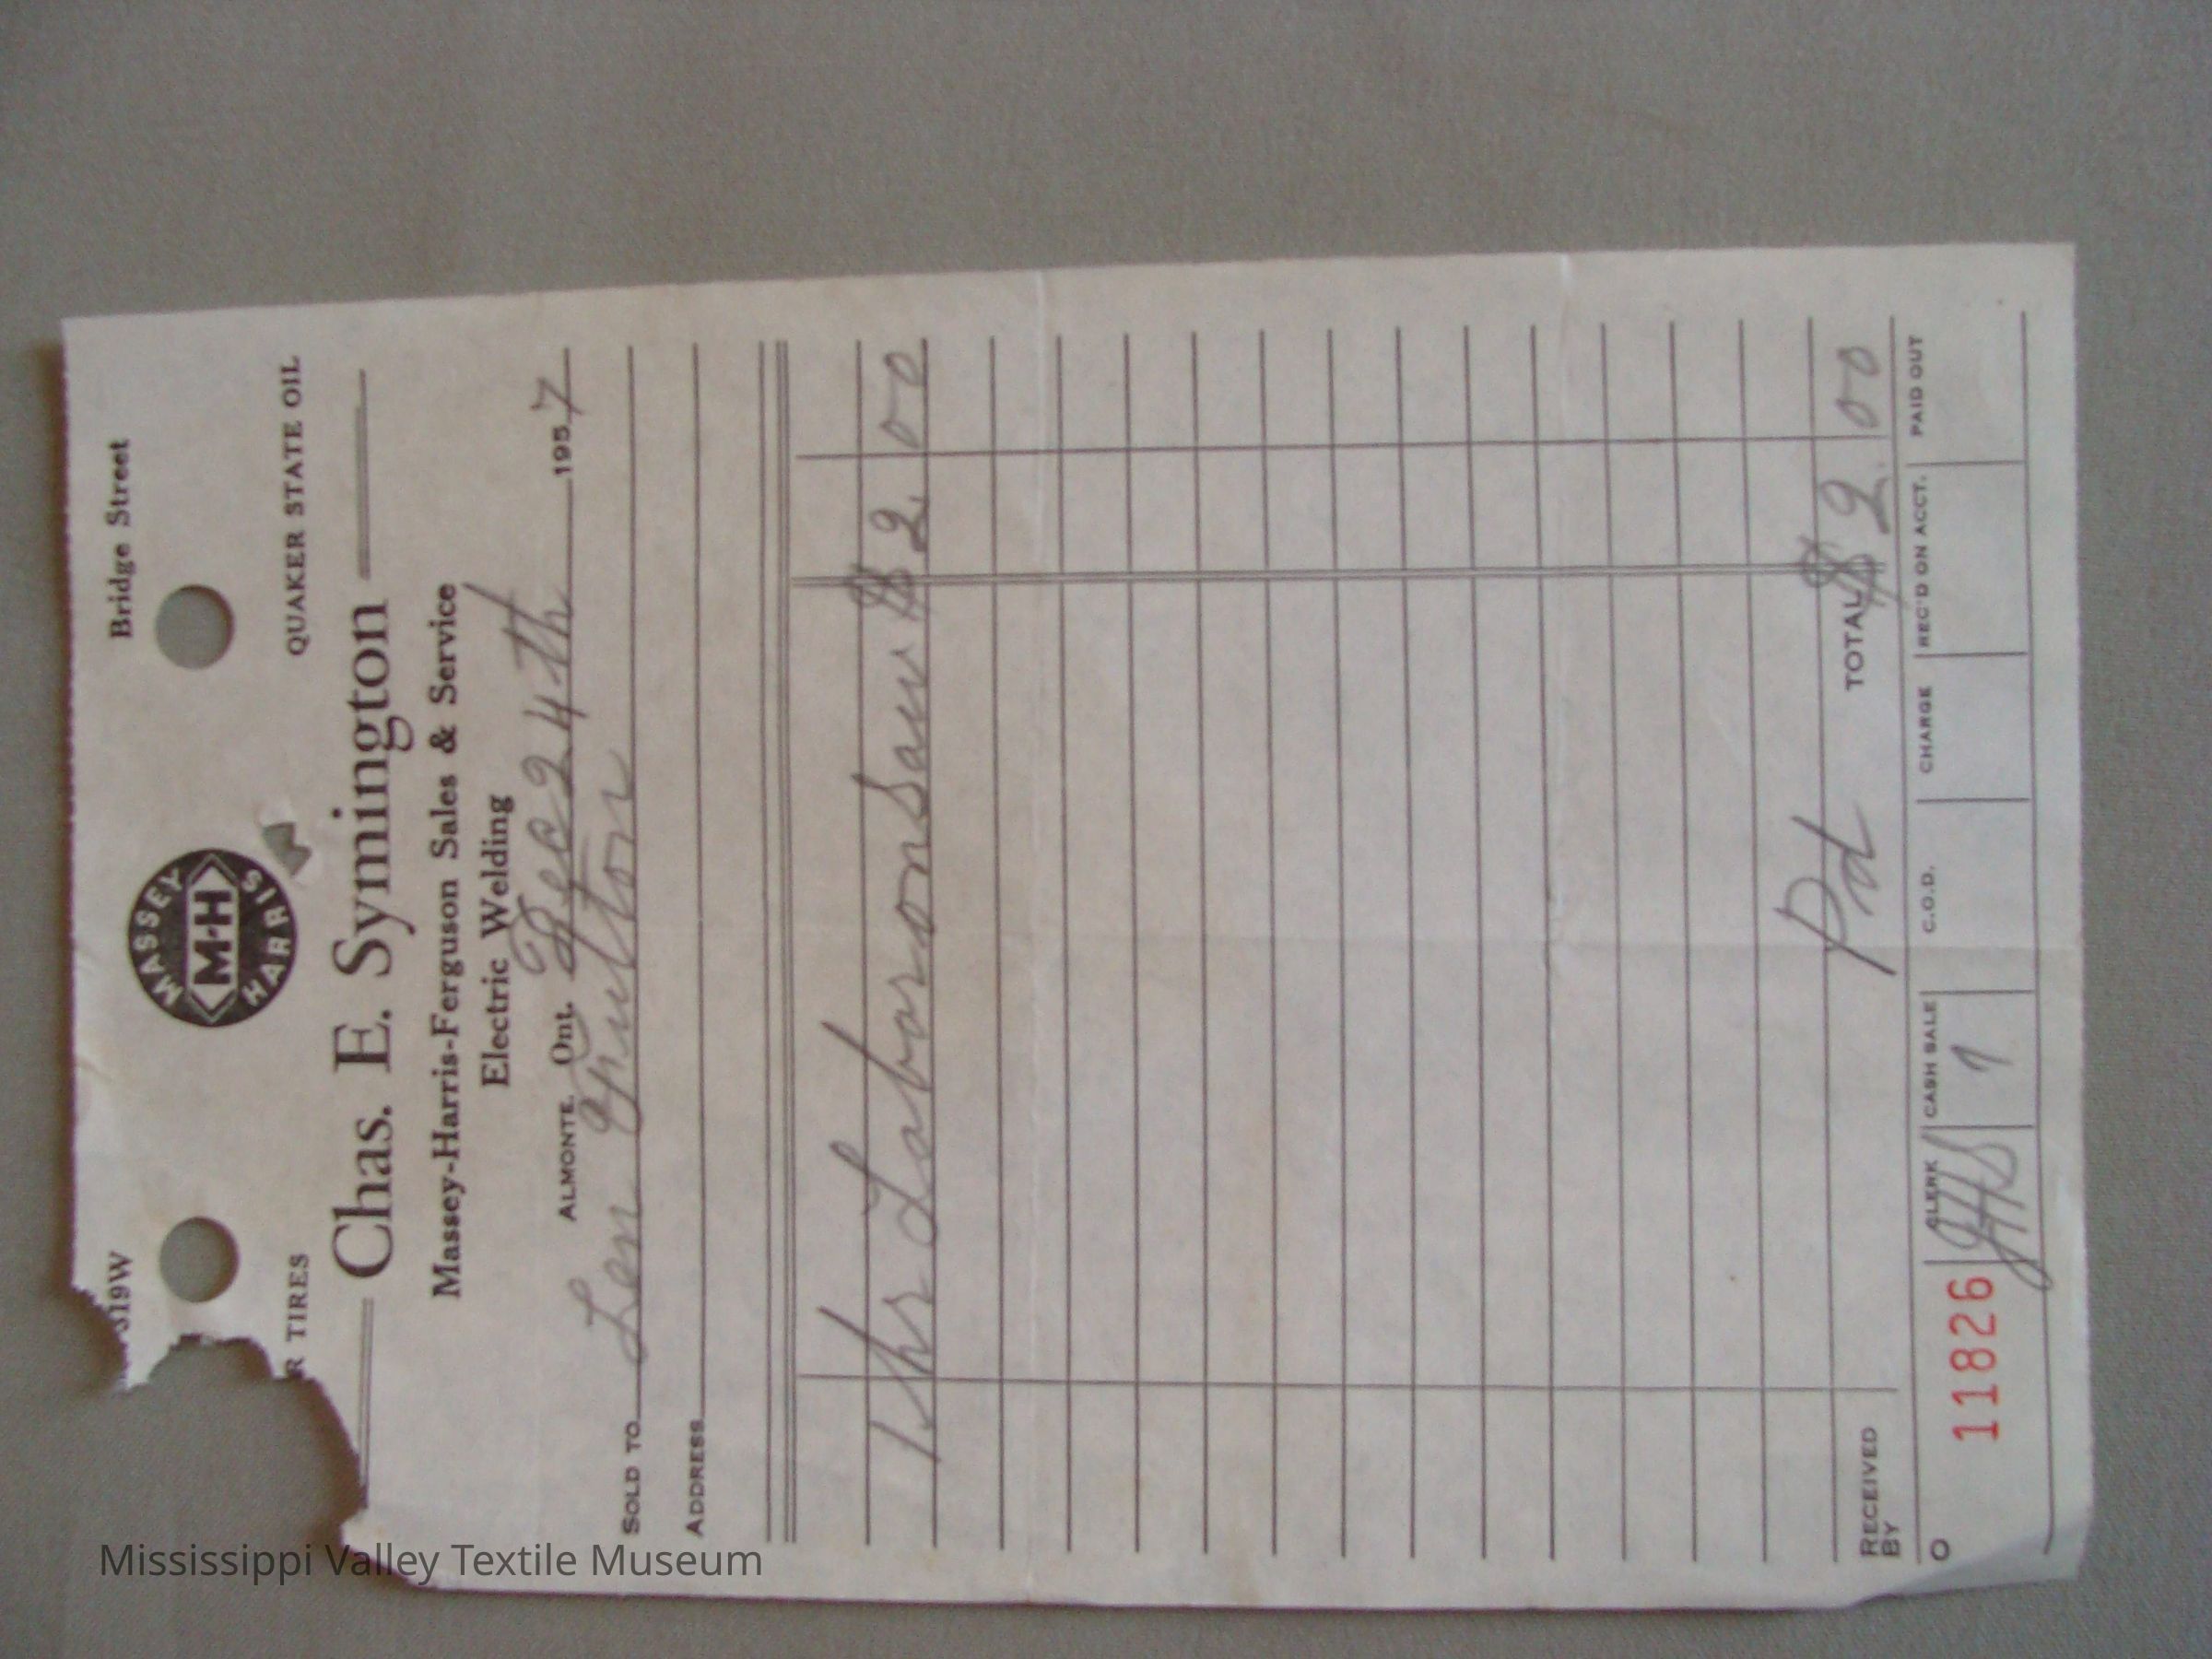 319W Bridge Street
MASSEY
M-H
HARRIS
R TIRES QUAKER STATE OIL
Chas. E. Symington
Massey-Harris-Ferguson Sales & Service
Electric Welding
ALMONTE, Ont. Dec 24th 1957
SOLD TO Len
ADDRESS
1 hr Labor on Saw $2.00
Pd TOTAL $2.00
RECEIVED BY
CLERK CASH SALE C.O.D. CHARGE REC'D ON ACCT. PAID OUT
11826
Mississippi Valley Textile Museum